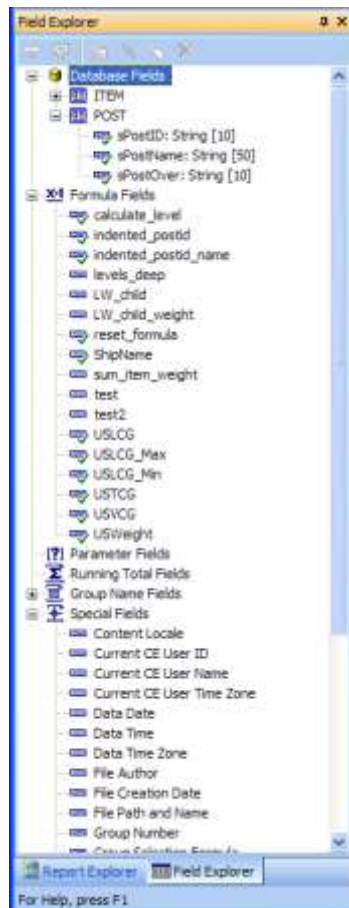 Field Explorer
Database Fields
ITEM
POST
sPostID: String [10]
sPostName: String [50]
sPostOver: String [10]
Formula Fields
calculate_level
indented_postid
indented_postid_name
levels_deep
LW_child
LW_child_weight
reset_formula
ShipName
sum_item_weight
test
test2
USLCG
USLCG_Max
USLCG_Min
USTCG
USVCG
USWeight
Parameter Fields
Running Total Fields
Group Name Fields
Special Fields
Content Locale
Current CE User ID
Current CE User Name
Current CE User Time Zone
Data Date
Data Time
Data Time Zone
File Author
File Creation Date
File Path and Name
Group Number
Group Selection Formula
Report Explorer Field Explorer
For Help, press F1